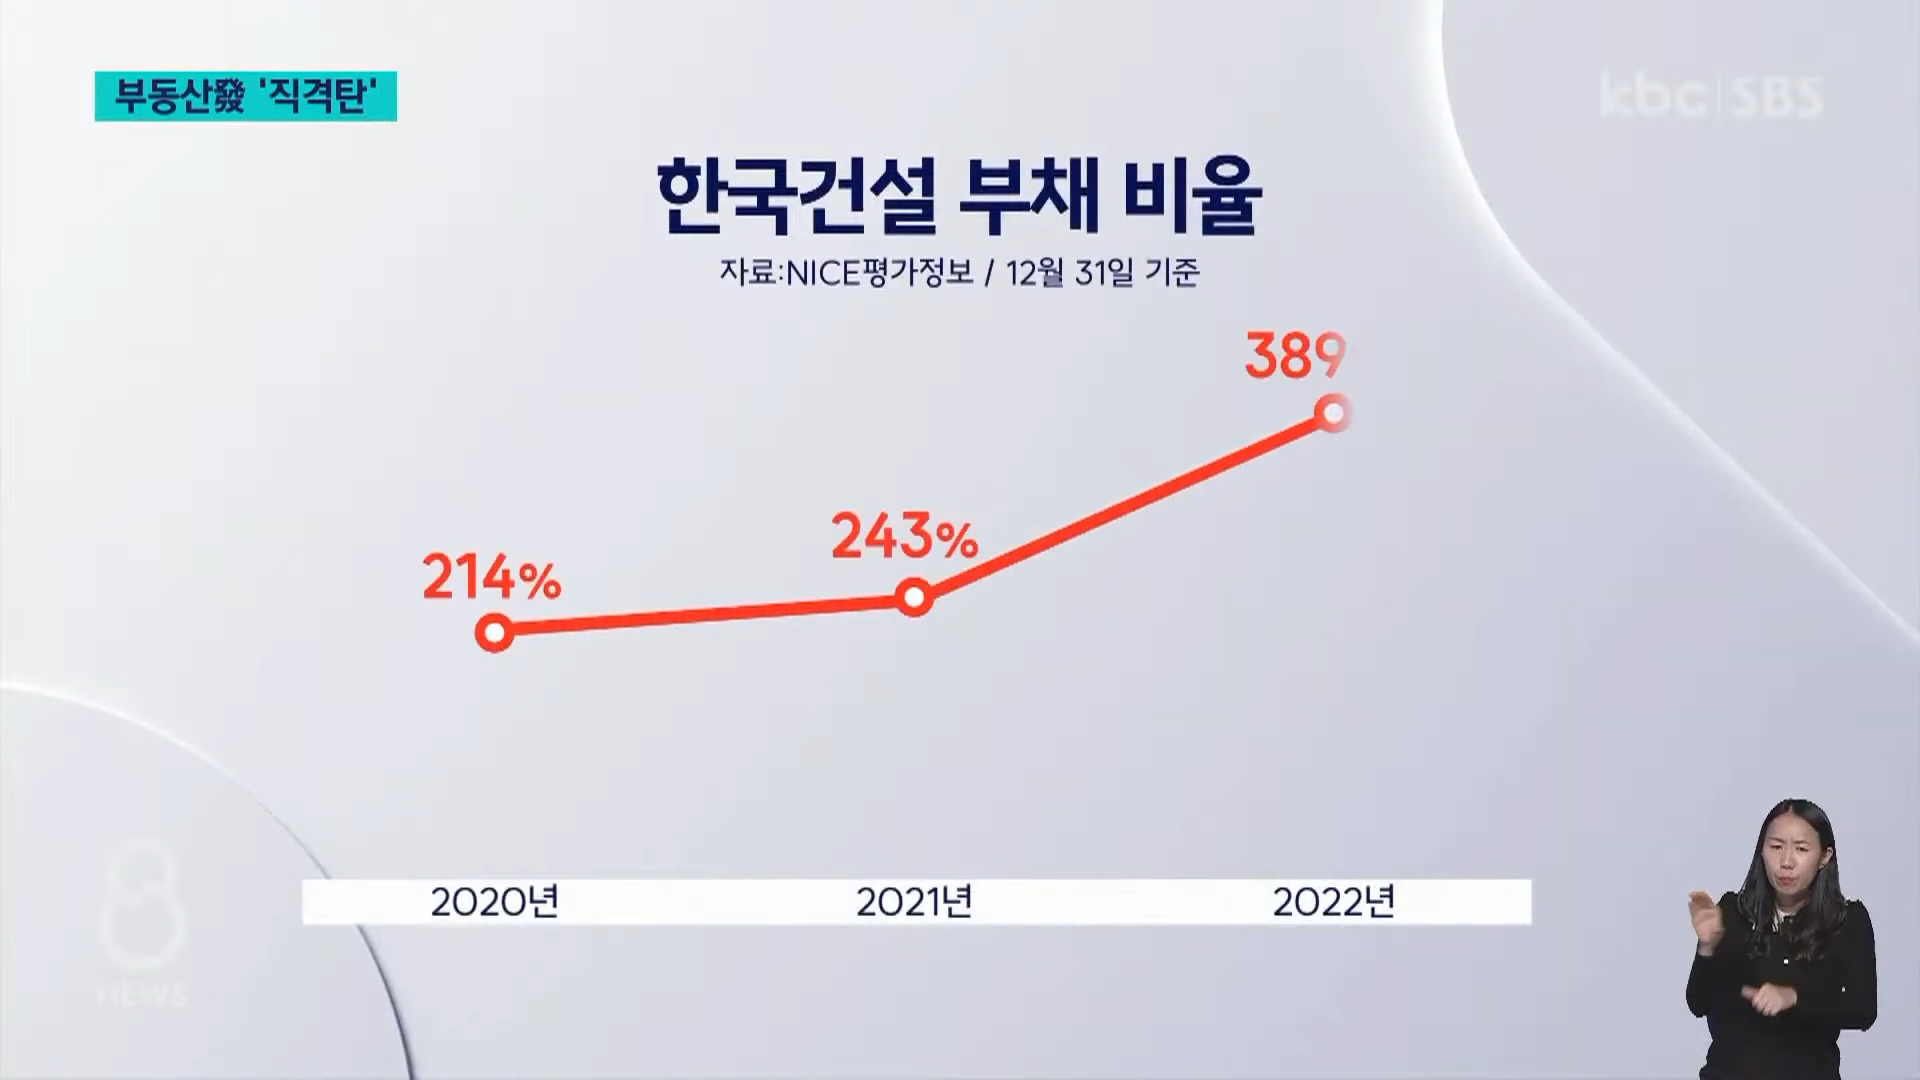 부동산發 '직격탄'
kbc SBS
한국건설 부채 비율
자료:NICE평가정보 / 12월 31일 기준
389
243%
214%
2020년
2021년
2022년
8
NEWS